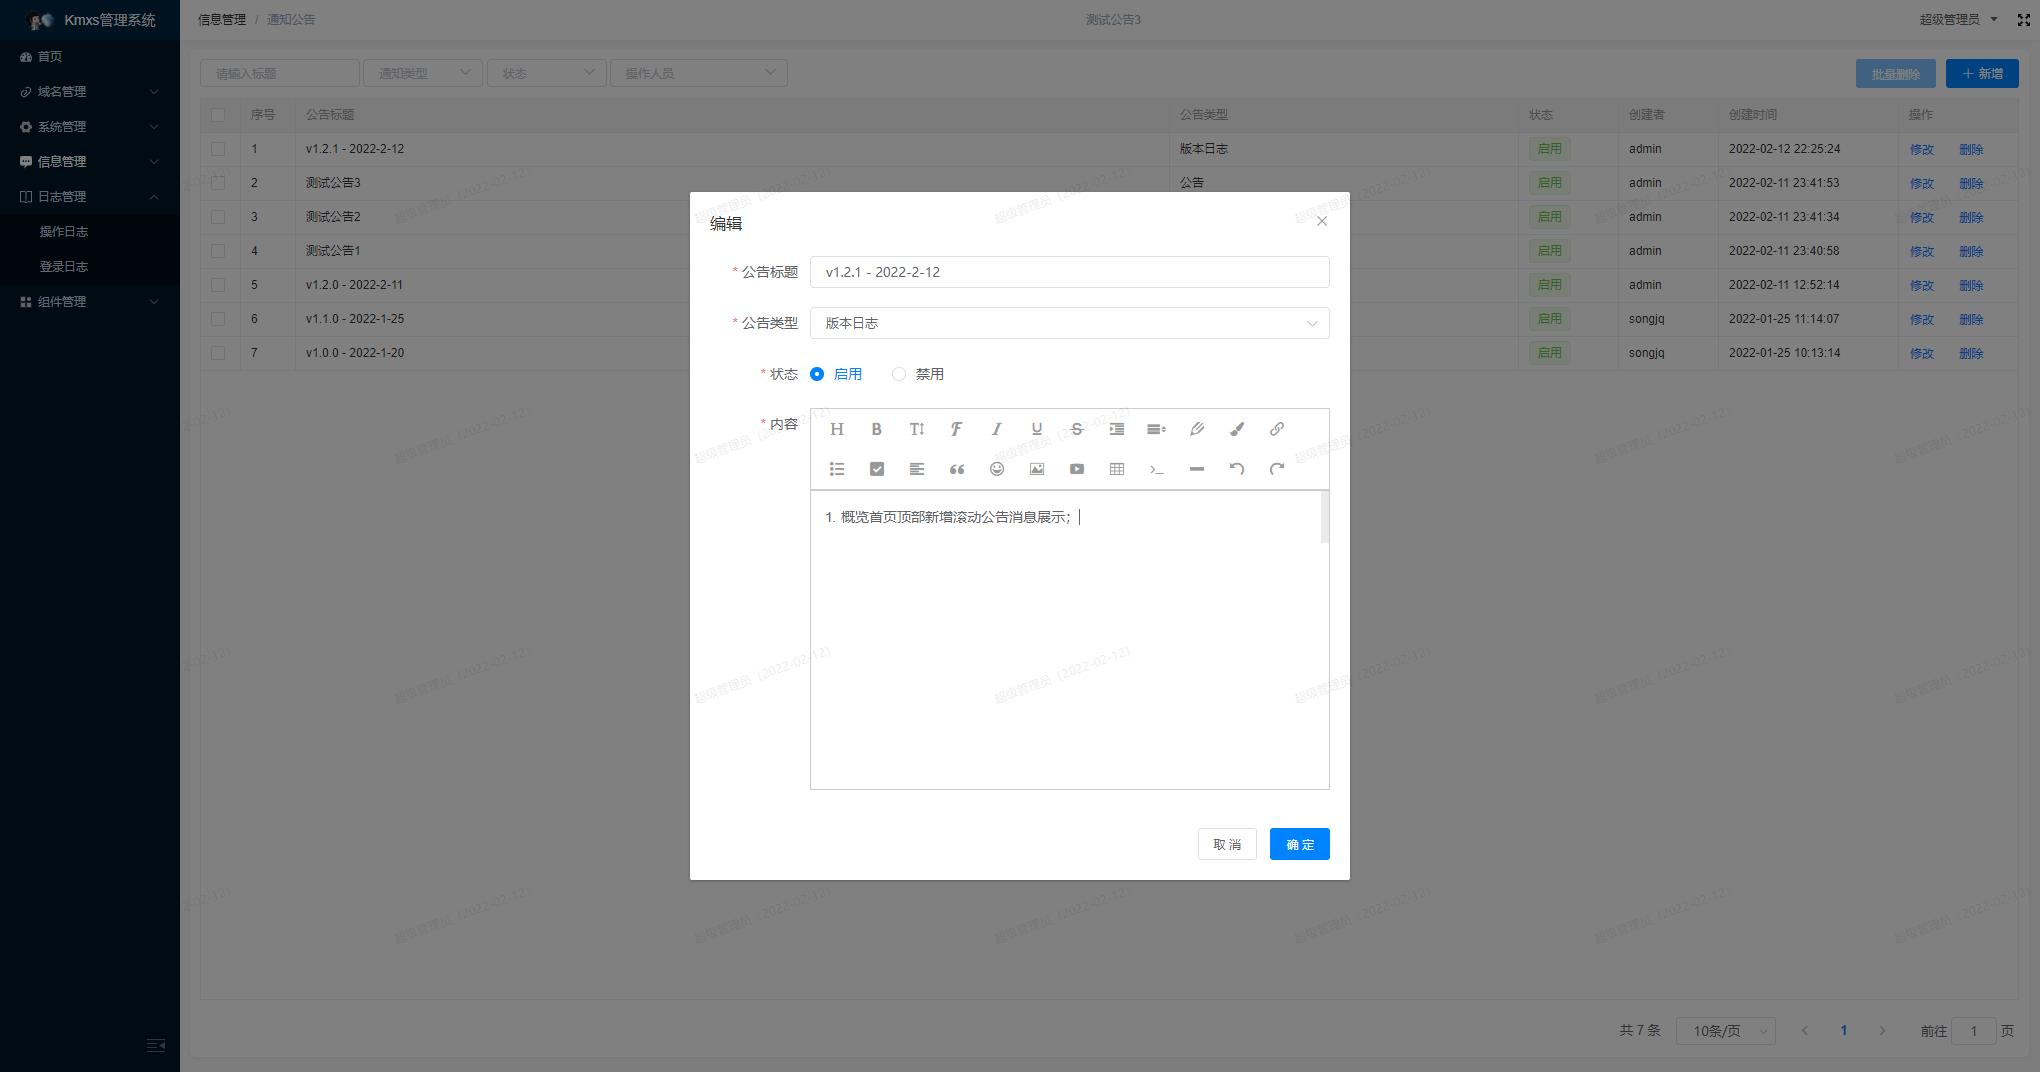 Kmxs管理系统
信息管理 / 通知公告
测试公告3
超级管理员
首页
域名管理
系统管理
信息管理
日志管理
操作日志
登录日志
组件管理
请输入标题 通知类型 状态 操作人员 批量删除 + 新增
序号 公告标题 公告类型 状态 创建者 创建时间 操作
1 v1.2.1 - 2022-2-12 版本日志 启用 admin 2022-02-12 22:25:24 修改 删除
2 测试公告3 公告 启用 admin 2022-02-11 23:41:53 修改 删除
3 测试公告2 启用 admin 2022-02-11 23:41:34 修改 删除
4 测试公告1 启用 admin 2022-02-11 23:40:58 修改 删除
5 v1.2.0 - 2022-2-11 启用 admin 2022-02-11 12:52:14 修改 删除
6 v1.1.0 - 2022-1-25 启用 songjq 2022-01-25 11:14:07 修改 删除
7 v1.0.0 - 2022-1-20 启用 songjq 2022-01-25 10:13:14 修改 删除
编辑
* 公告标题 v1.2.1 - 2022-2-12
* 公告类型 版本日志
* 状态 启用 禁用
* 内容
1. 概览首页顶部新增滚动公告消息展示；
取消 确定
共 7 条 10条/页 1 前往 1 页
超级管理员（2022-02-12）